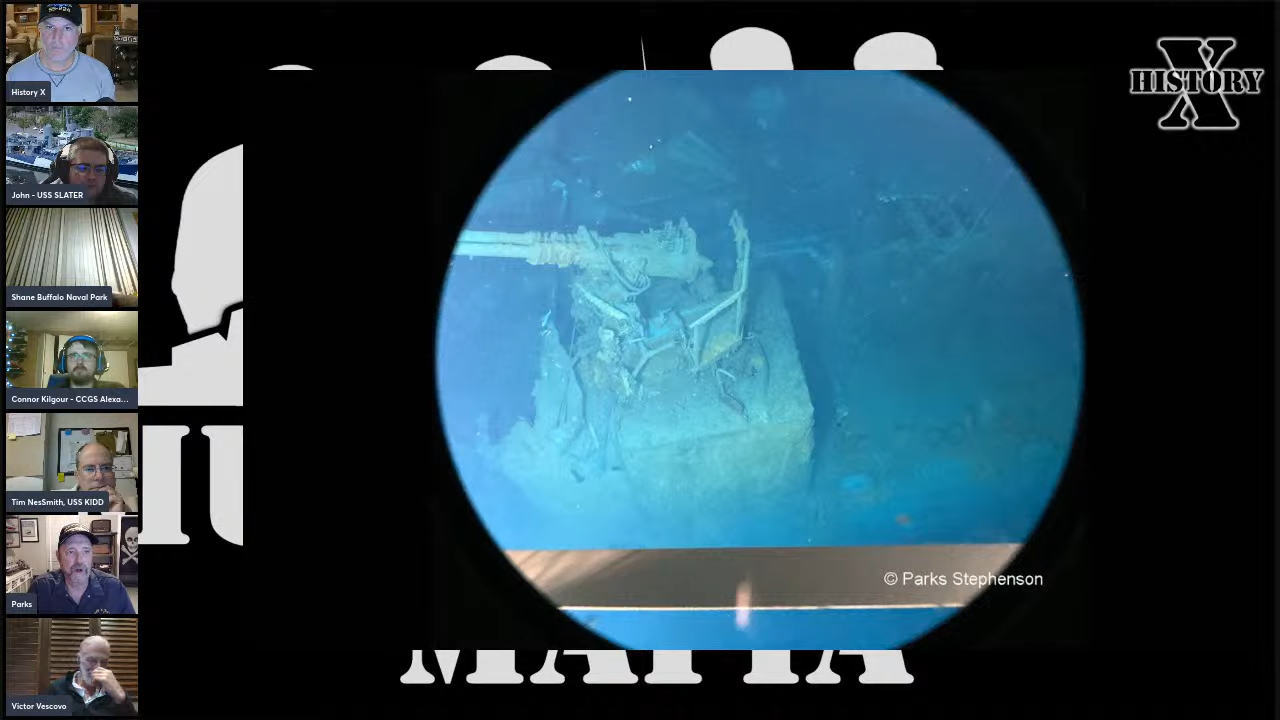 History X
John - USS SLATER
Shane Buffalo Naval Park
Connor Kilgour - CCGS Alexa...
Tim NesSmith, USS KIDD
Parks
Victor Vescovo
X
HISTORY
© Parks Stephenson
MAFIA